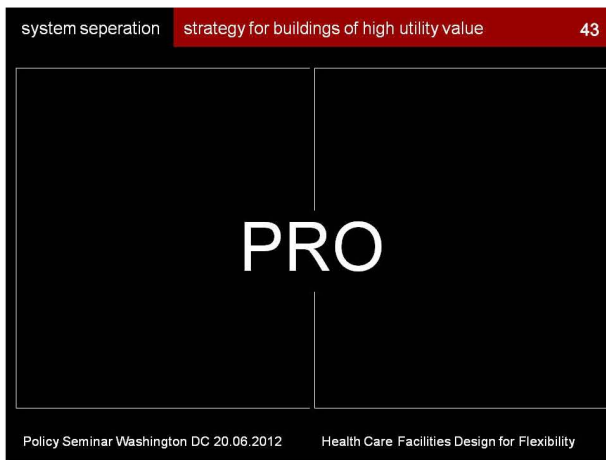 system seperation strategy for buildings of high utility value 43
PRO
Policy Seminar Washington DC 20.06.2012 Health Care Facilities Design for Flexibility